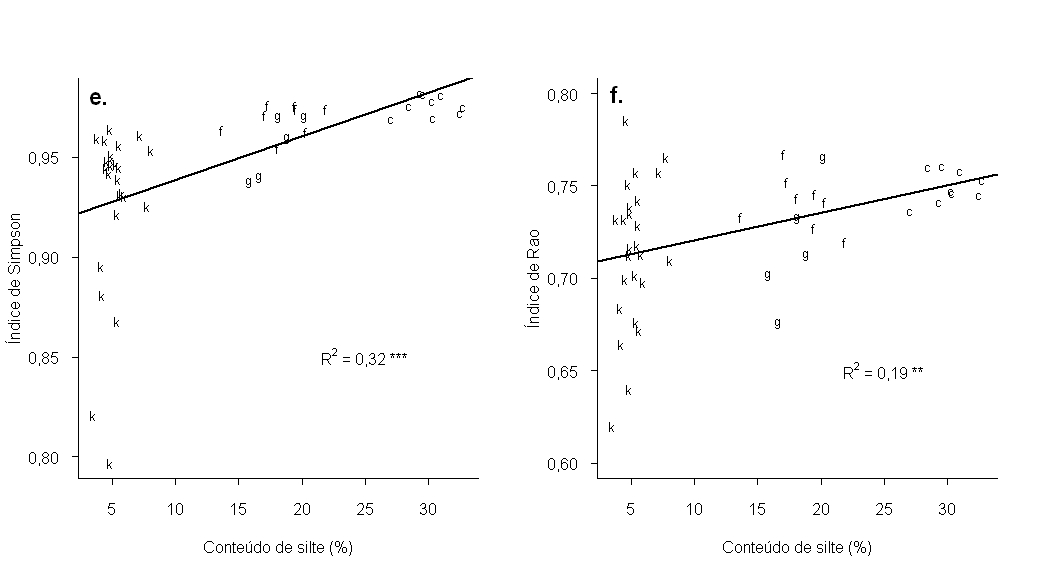 e.
Índice de Simpson
0,95
0,90
0,85
0,80
R2 = 0,32 ***
5 10 15 20 25 30
Conteúdo de silte (%)
f.
Índice de Rao
0,80
0,75
0,70
0,65
0,60
R2 = 0,19 **
5 10 15 20 25 30
Conteúdo de silte (%)